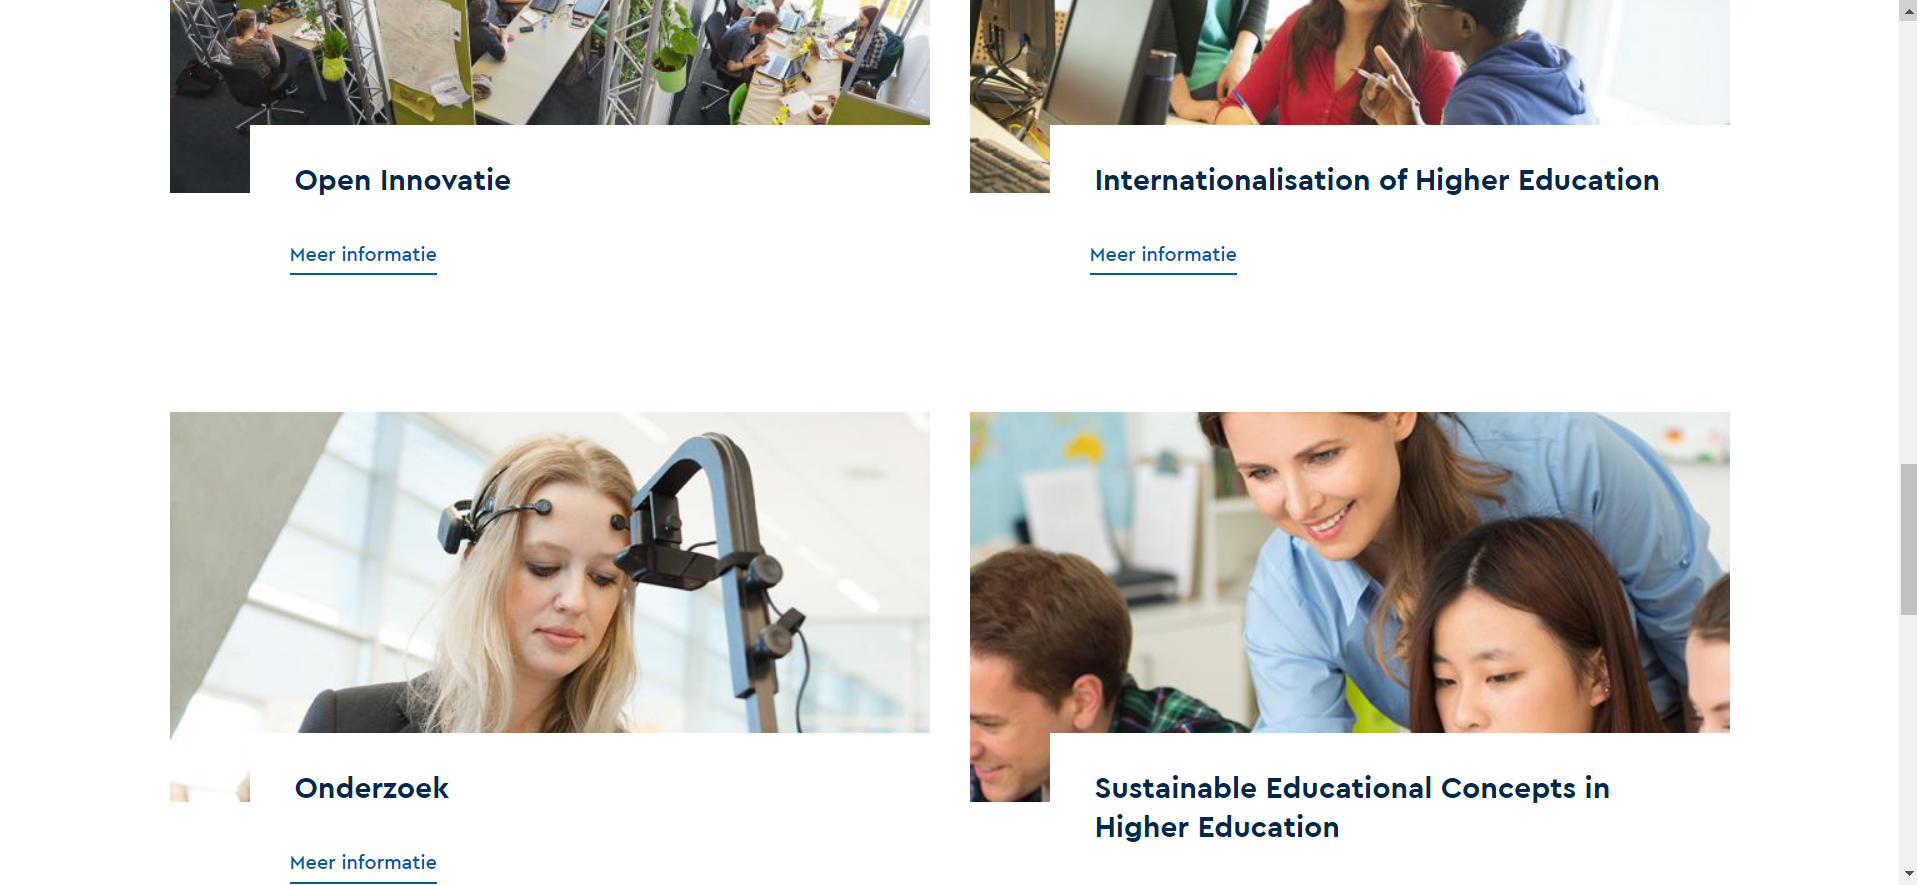 Open Innovatie
Meer informatie
Internationalisation of Higher Education
Meer informatie
Onderzoek
Meer informatie
Sustainable Educational Concepts in
Higher Education